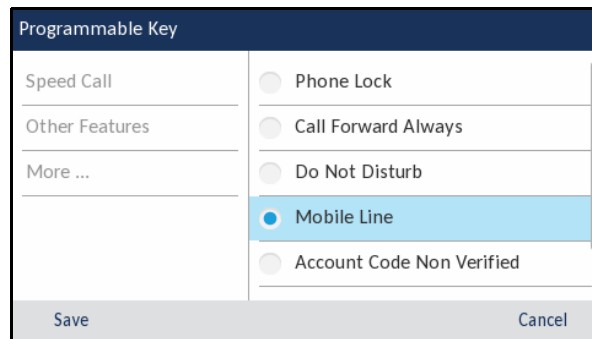 Programmable Key
Speed Call
Other Features
More ...
Phone Lock
Call Forward Always
Do Not Disturb
Mobile Line
Account Code Non Verified
Save
Cancel